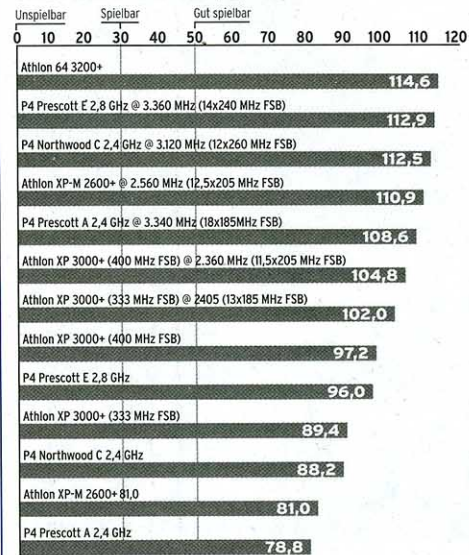 Unspielbar Spielbar Gut spielbar
0 10 20 30 40 50 60 70 80 90 100 110 120
Athlon 64 3200+
114,6
P4 Prescott E 2,8 GHz @ 3.360 MHz (14x240 MHz FSB)
112,9
P4 Northwood C 2,4 GHz @ 3.120 MHz (12x260 MHz FSB)
112,5
Athlon XP-M 2600+ @ 2.560 MHz (12,5x205 MHz FSB)
110,9
P4 Prescott A 2,4 GHz @ 3.340 MHz (18x185MHz FSB)
108,6
Athlon XP 3000+ (400 MHz FSB) @ 2.360 MHz (11,5x205 MHz FSB)
104,8
Athlon XP 3000+ (333 MHz FSB) @ 2405 (13x185 MHz FSB)
102,0
Athlon XP 3000+ (400 MHz FSB)
97,2
P4 Prescott E 2,8 GHz
96,0
Athlon XP 3000+ (333 MHz FSB)
89,4
P4 Northwood C 2,4 GHz
88,2
Athlon XP-M 2600+ 81,0
81,0
P4 Prescott A 2,4 GHz
78,8